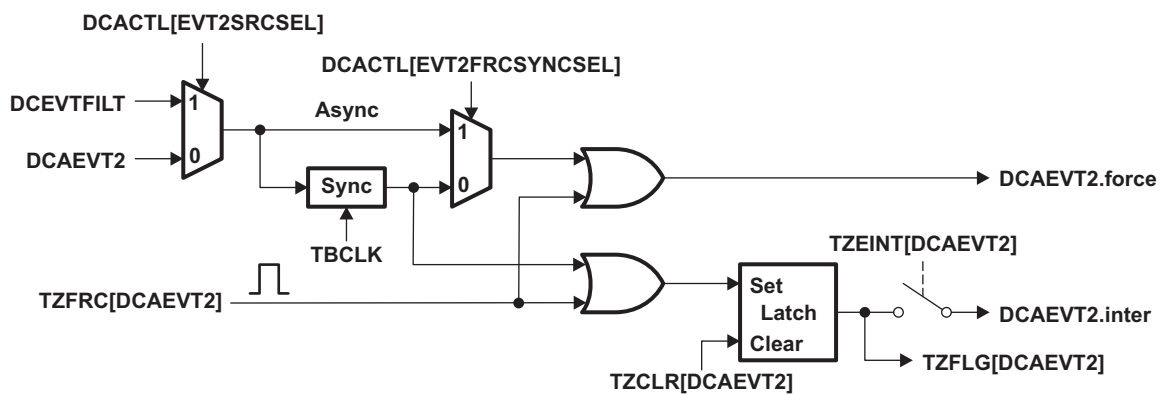 DCACTL[EVT2SRCSEL]
DCACTL[EVT2FRCSYNCSEL]
DCEVTFILT
1
Async
1
DCAEVT2
0
Sync
0
DCAEVT2.force
TBCLK
TZEINT[DCAEVT2]
TZFRC[DCAEVT2]
Set
Latch
DCAEVT2.inter
Clear
TZFLG[DCAEVT2]
TZCLR[DCAEVT2]